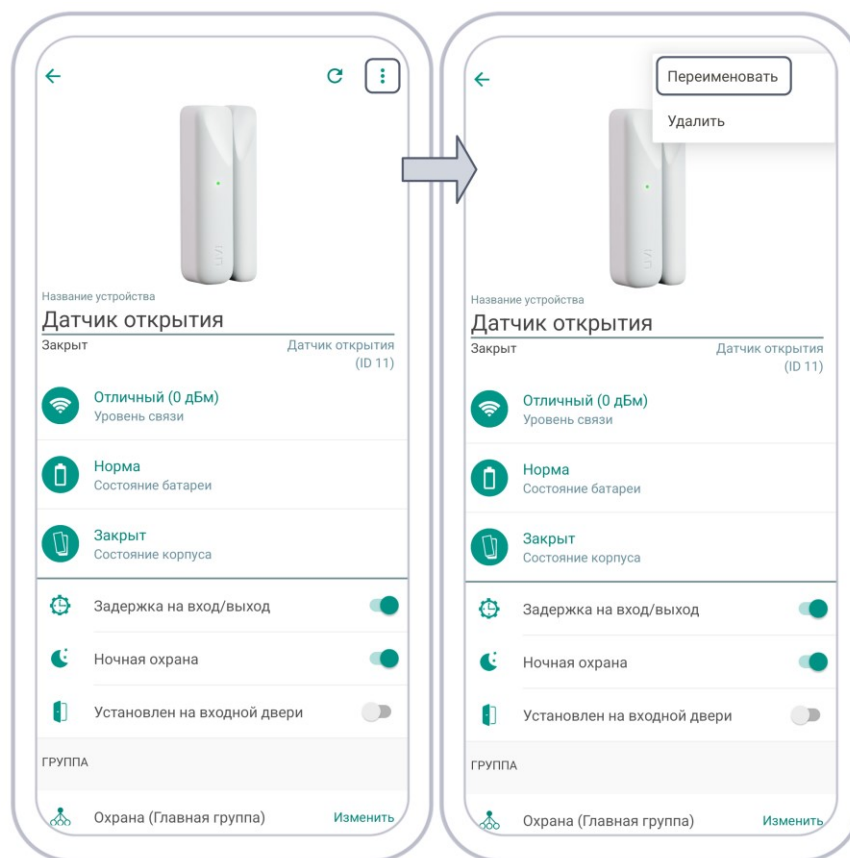 Название устройства
Датчик открытия
Закрыт
Датчик открытия
(ID 11)
Отличный (0 дБм)
Уровень связи
Норма
Состояние батареи
Закрыт
Состояние корпуса
Задержка на вход/выход
Ночная охрана
Установлен на входной двери
ГРУППА
Охрана (Главная группа)
Изменить
Переименовать
Удалить
Название устройства
Датчик открытия
Закрыт
Датчик открытия
(ID 11)
Отличный (0 дБм)
Уровень связи
Норма
Состояние батареи
Закрыт
Состояние корпуса
Задержка на вход/выход
Ночная охрана
Установлен на входной двери
ГРУППА
Охрана (Главная группа)
Изменить